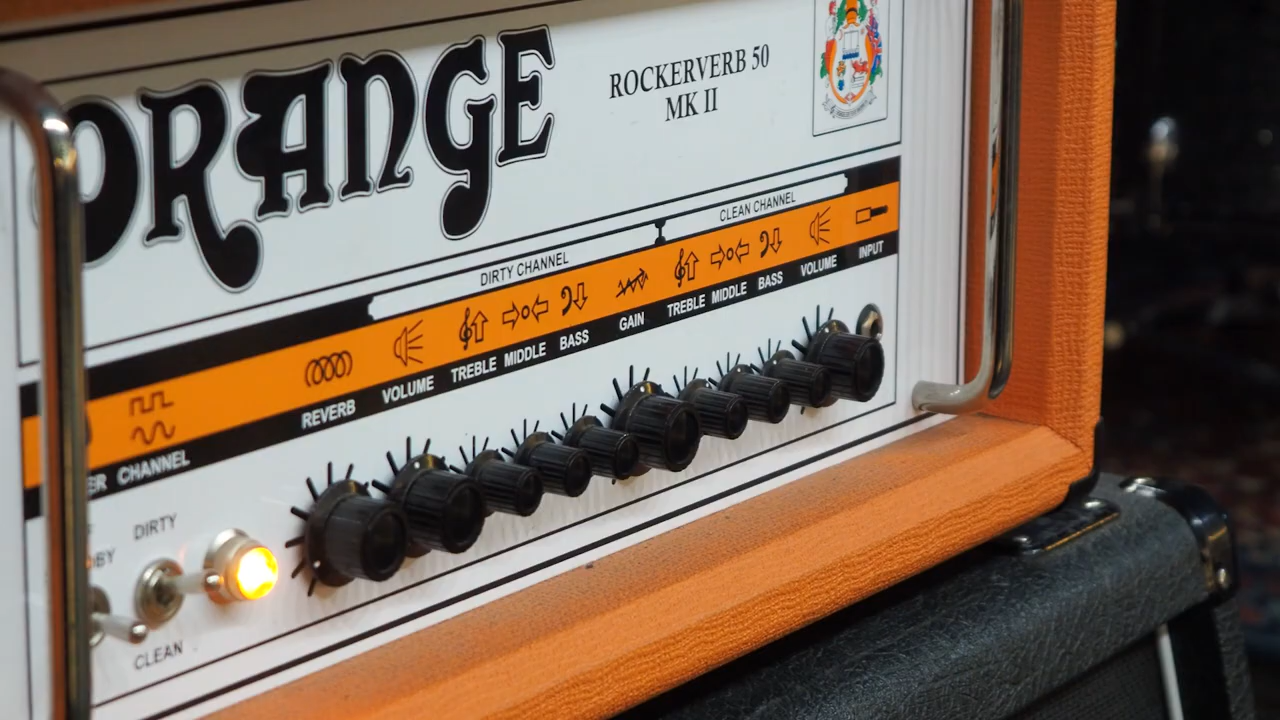 ORANGE
ROCKERVERB 50
MK II
DIRTY CHANNEL
CLEAN CHANNEL
CHANNEL
REVERB
VOLUME
TREBLE
MIDDLE
BASS
GAIN
TREBLE
MIDDLE
BASS
VOLUME
INPUT
DIRTY
CLEAN